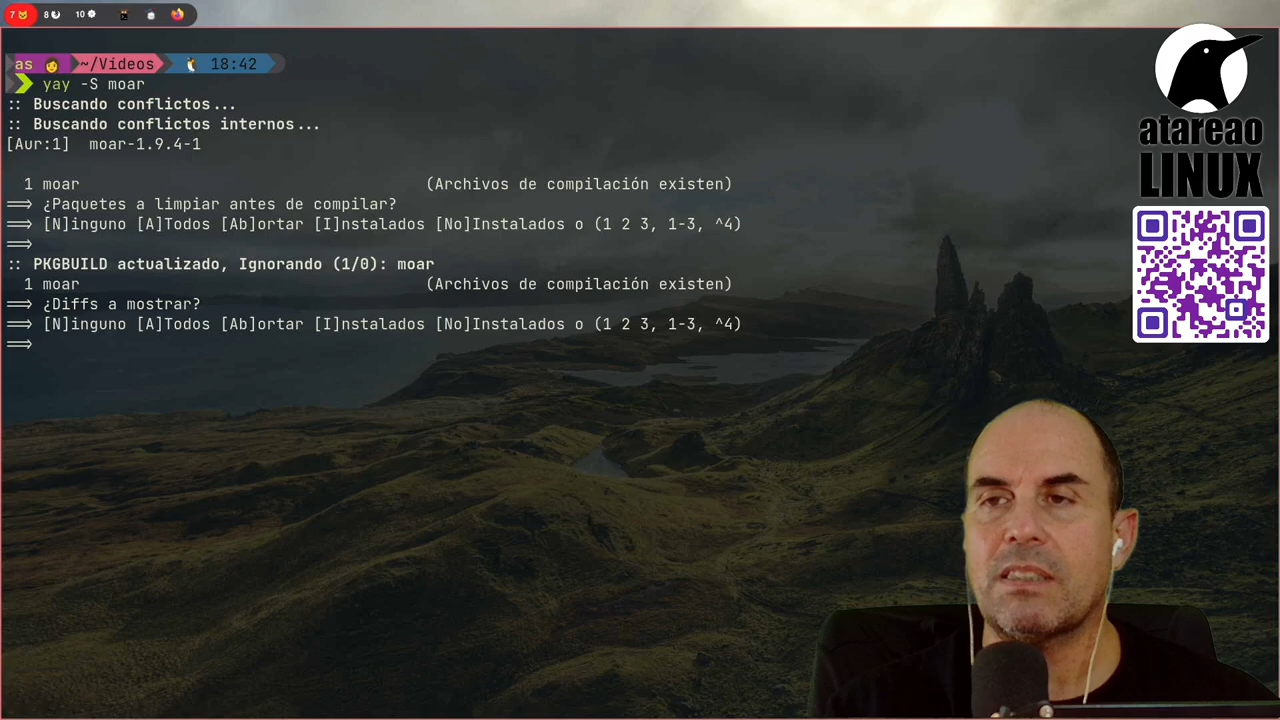 7 8 10
as ~/Videos 18:42
yay -S moar
:: Buscando conflictos...
:: Buscando conflictos internos...
[Aur:1]  moar-1.9.4-1
1 moar (Archivos de compilación existen)
==> ¿Paquetes a limpiar antes de compilar?
==> [N]inguno [A]Todos [Ab]ortar [I]nstalados [No]Instalados o (1 2 3, 1-3, ^4)
==>
:: PKGBUILD actualizado, Ignorando (1/0): moar
1 moar (Archivos de compilación existen)
==> ¿Diffs a mostrar?
==> [N]inguno [A]Todos [Ab]ortar [I]nstalados [No]Instalados o (1 2 3, 1-3, ^4)
==>
atareao
LINUX